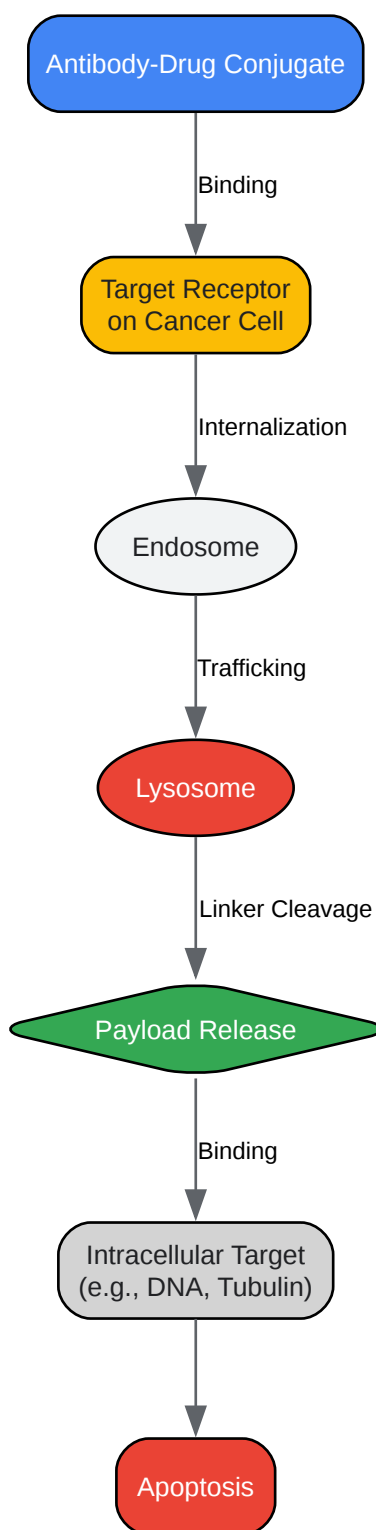 Antibody-Drug Conjugate
Binding
Target Receptor
on Cancer Cell
Internalization
Endosome
Trafficking
Lysosome
Linker Cleavage
Payload Release
Binding
Intracellular Target
(e.g., DNA, Tubulin)
Apoptosis